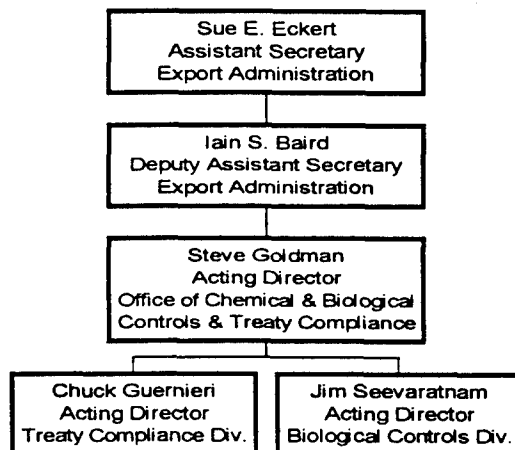 Sue E. Eckert
Assistant Secretary
Export Administration
Iain S. Baird
Deputy Assistant Secretary
Export Administration
Steve Goldman
Acting Director
Office of Chemical & Biological
Controls & Treaty Compliance
Chuck Guernieri
Acting Director
Treaty Compliance Div.
Jim Seevaratnam
Acting Director
Biological Controls Div.